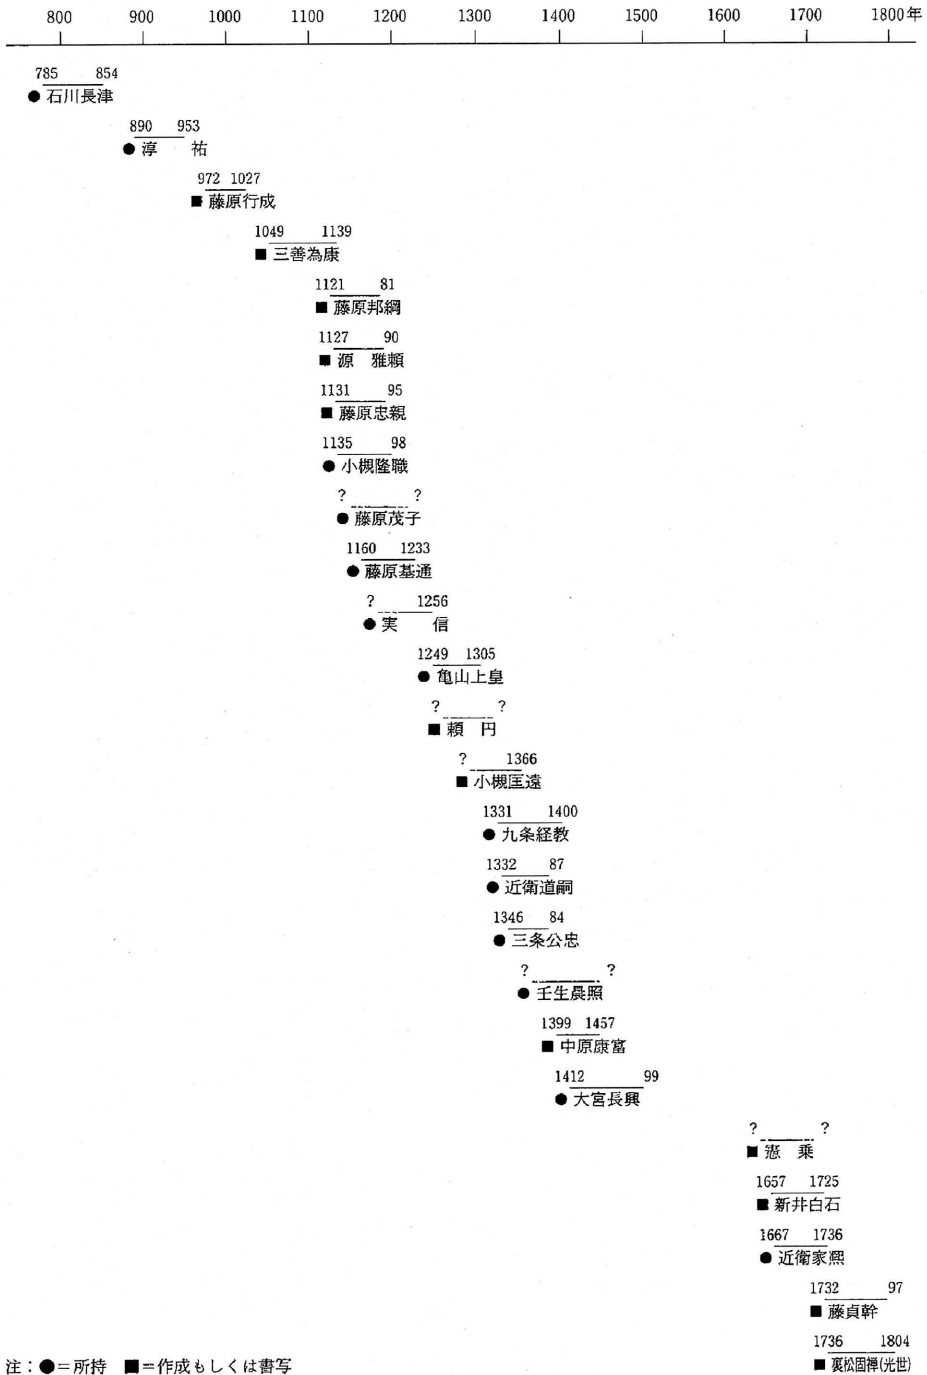 800 900 1000 1100 1200 1300 1400 1500 1600 1700 1800年
785 854
●石川長津
890 953
●淳 祐
972 1027
■藤原行成
1049 1139
■三善為康
1121 81
■藤原邦綱
1127 90
■源 雅頼
1131 95
■藤原忠親
1135 98
●小槻隆職
? ?
●藤原茂子
1160 1233
●藤原基通
? 1256
●実 信
1249 1305
●亀山上皇
? ?
■頼 円
? 1366
■小槻匡遠
1331 1400
●九条経教
1332 87
●近衛道嗣
1346 84
●三条公忠
? ?
●壬生晨照
1399 1457
■中原康富
1412 99
●大宮長興
? ?
■憲 乗
1657 1725
■新井白石
1667 1736
●近衛家熙
1732 97
■藤貞幹
1736 1804
■裏松固禅(光世)
注:●=所持 ■=作成もしくは書写